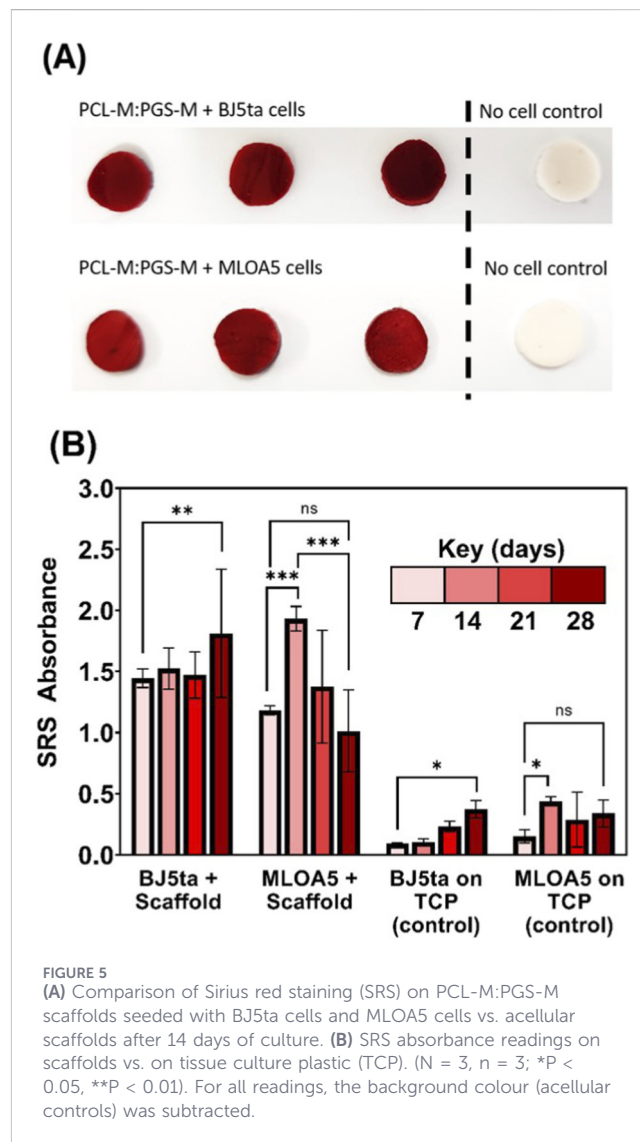 (A)
PCL-M:PGS-M + BJ5ta cells
No cell control
PCL-M:PGS-M + MLOA5 cells
No cell control
(B)
SRS Absorbance
3.0
2.5
2.0
1.5
1.0
0.5
0.0
**
ns
***
***
*
ns
*
Key (days)
7 14 21 28
BJ5ta + Scaffold
MLOA5 + Scaffold
BJ5ta on TCP (control)
MLOA5 on TCP (control)
FIGURE 5
(A) Comparison of Sirius red staining (SRS) on PCL-M:PGS-M
scaffolds seeded with BJ5ta cells and MLOA5 cells vs. acellular
scaffolds after 14 days of culture. (B) SRS absorbance readings on
scaffolds vs. on tissue culture plastic (TCP). (N = 3, n = 3; *P <
0.05, **P < 0.01). For all readings, the background colour (acellular
controls) was subtracted.